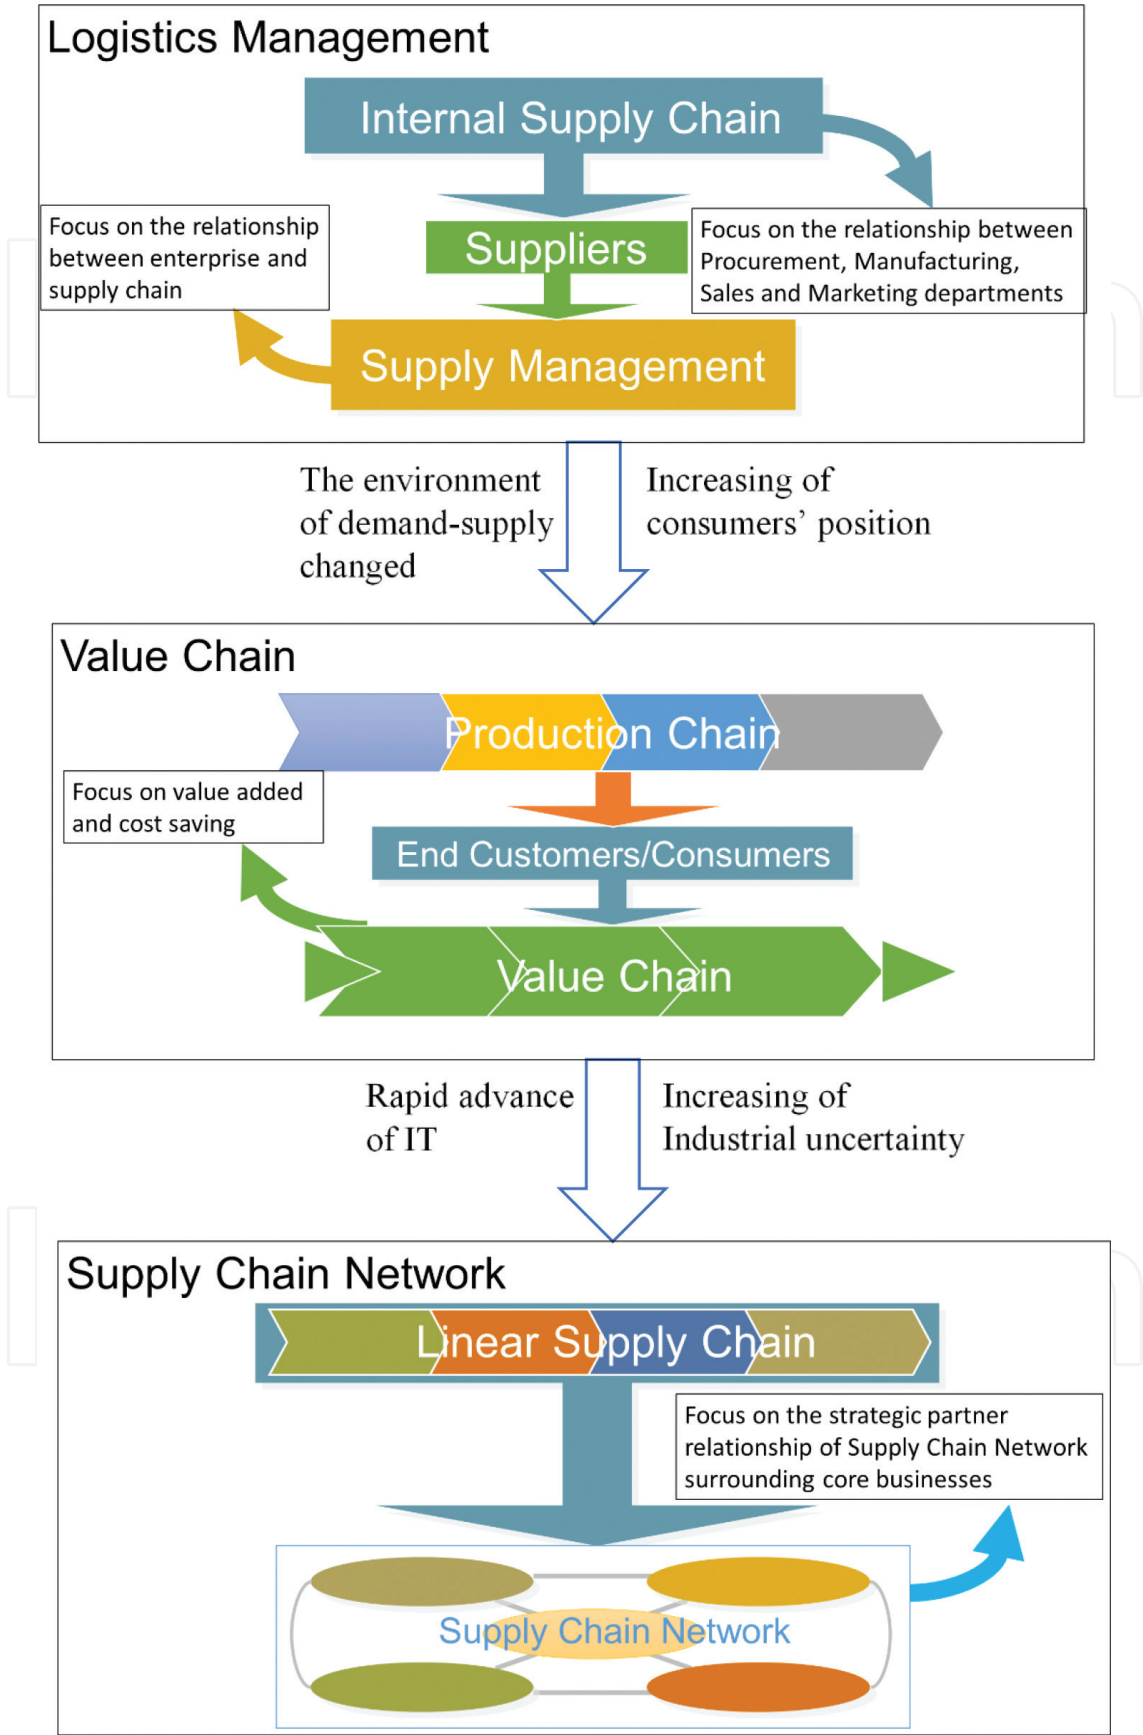 Logistics Management
Internal Supply Chain
Focus on the relationship
between enterprise and
supply chain
Suppliers
Focus on the relationship between
Procurement, Manufacturing,
Sales and Marketing departments
Supply Management
The environment
of demand-supply
changed
Increasing of
consumers’ position
Value Chain
Production Chain
Focus on value added
and cost saving
End Customers/Consumers
Value Chain
Rapid advance
of IT
Increasing of
Industrial uncertainty
Supply Chain Network
Linear Supply Chain
Focus on the strategic partner
relationship of Supply Chain Network
surrounding core businesses
Supply Chain Network